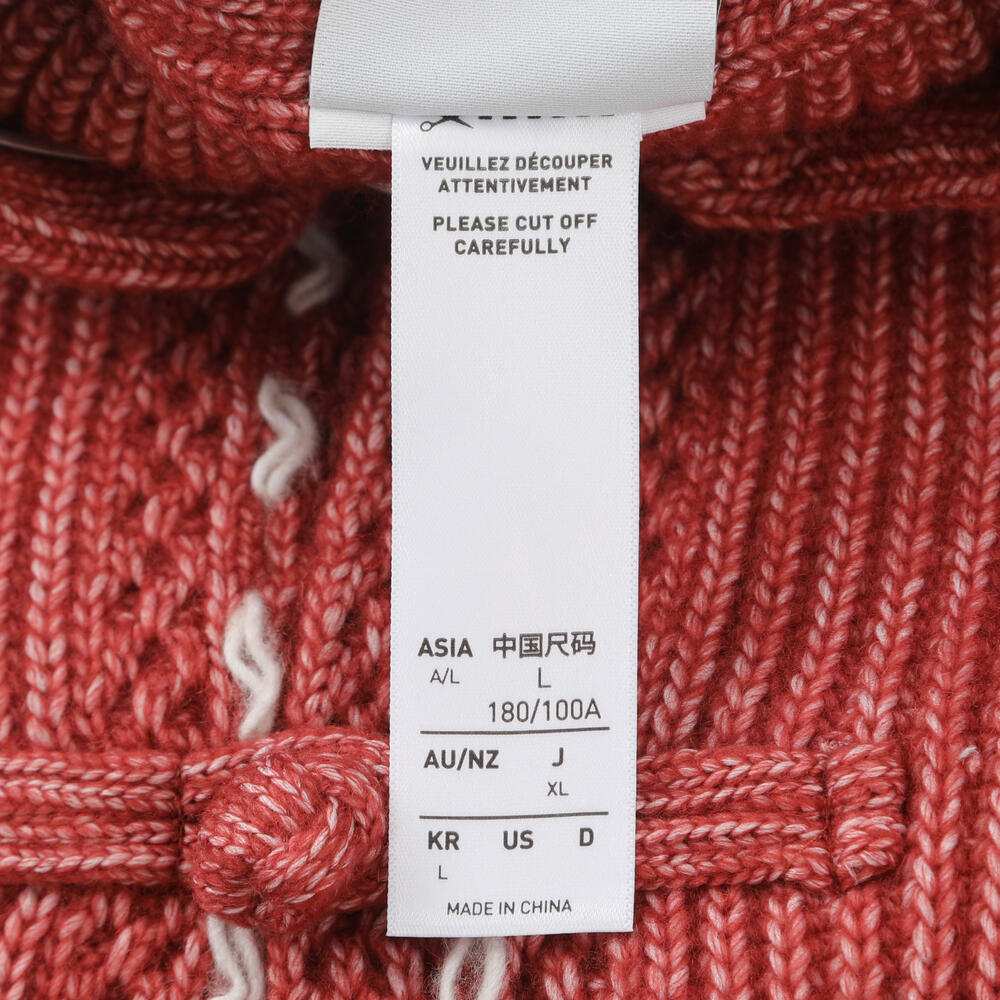 VEUILLEZ DÉCOUPER
ATTENTIVEMENT
PLEASE CUT OFF
CAREFULLY
ASIA 中国尺码
A/L L
180/100A
AU/NZ J
XL
KR US D
L
MADE IN CHINA